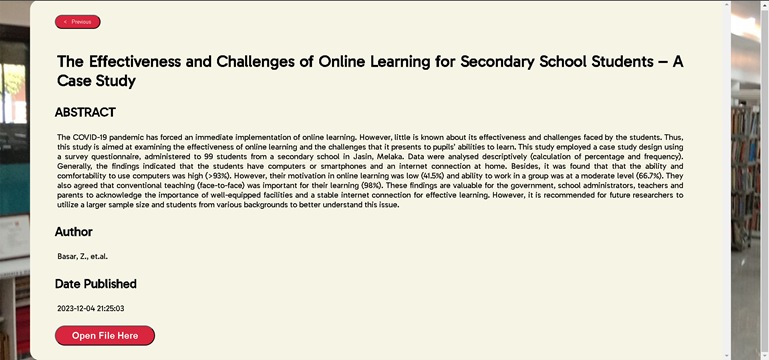 < Previous
The Effectiveness and Challenges of Online Learning for Secondary School Students – A
Case Study
ABSTRACT
The COVID-19 pandemic has forced an immediate implementation of online learning. However, little is known about its effectiveness and challenges faced by the students. Thus,
this study is aimed at examining the effectiveness of online learning and the challenges that it presents to pupils' abilities to learn. This study employed a case study design using
a survey questionnaire, administered to 99 students from a secondary school in Jasin, Melaka. Data were analysed descriptively (calculation of percentage and frequency).
Generally, the findings indicated that the students have computers or smartphones and an internet connection at home. Besides, it was found that that the ability and
comfortability to use computers was high (>93%). However, their motivation in online learning was low (41.5%) and ability to work in a group was at a moderate level (66.7%). They
also agreed that conventional teaching (face-to-face) was important for their learning (98%). These findings are valuable for the government, school administrators, teachers and
parents to acknowledge the importance of well-equipped facilities and a stable internet connection for effective learning. However, it is recommended for future researchers to
utilize a larger sample size and students from various backgrounds to better understand this issue.
Author
Basar, Z., et.al.
Date Published
2023-12-04 21:25:03
Open File Here